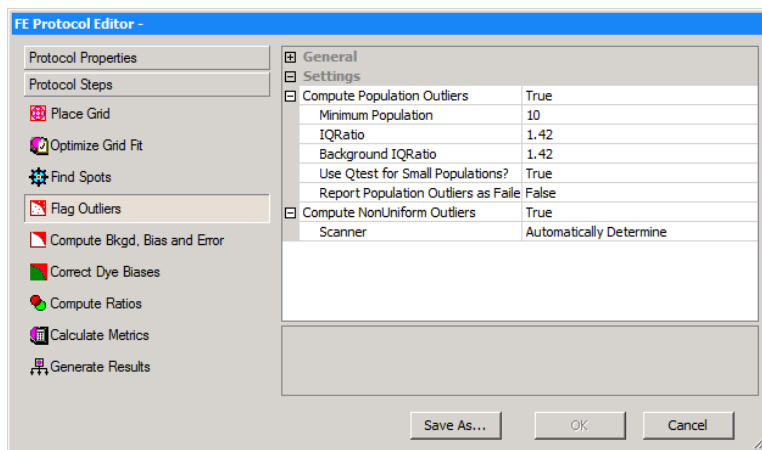 FE Protocol Editor -
Protocol Properties
Protocol Steps
Place Grid
Optimize Grid Fit
Find Spots
Flag Outliers
Compute Bkgd, Bias and Error
Correct Dye Biases
Compute Ratios
Calculate Metrics
Generate Results
General
Settings
Compute Population Outliers True
Minimum Population 10
IQRatio 1.42
Background IQRatio 1.42
Use Qtest for Small Populations? True
Report Population Outliers as Faile False
Compute NonUniform Outliers True
Scanner Automatically Determine
Save As... OK Cancel